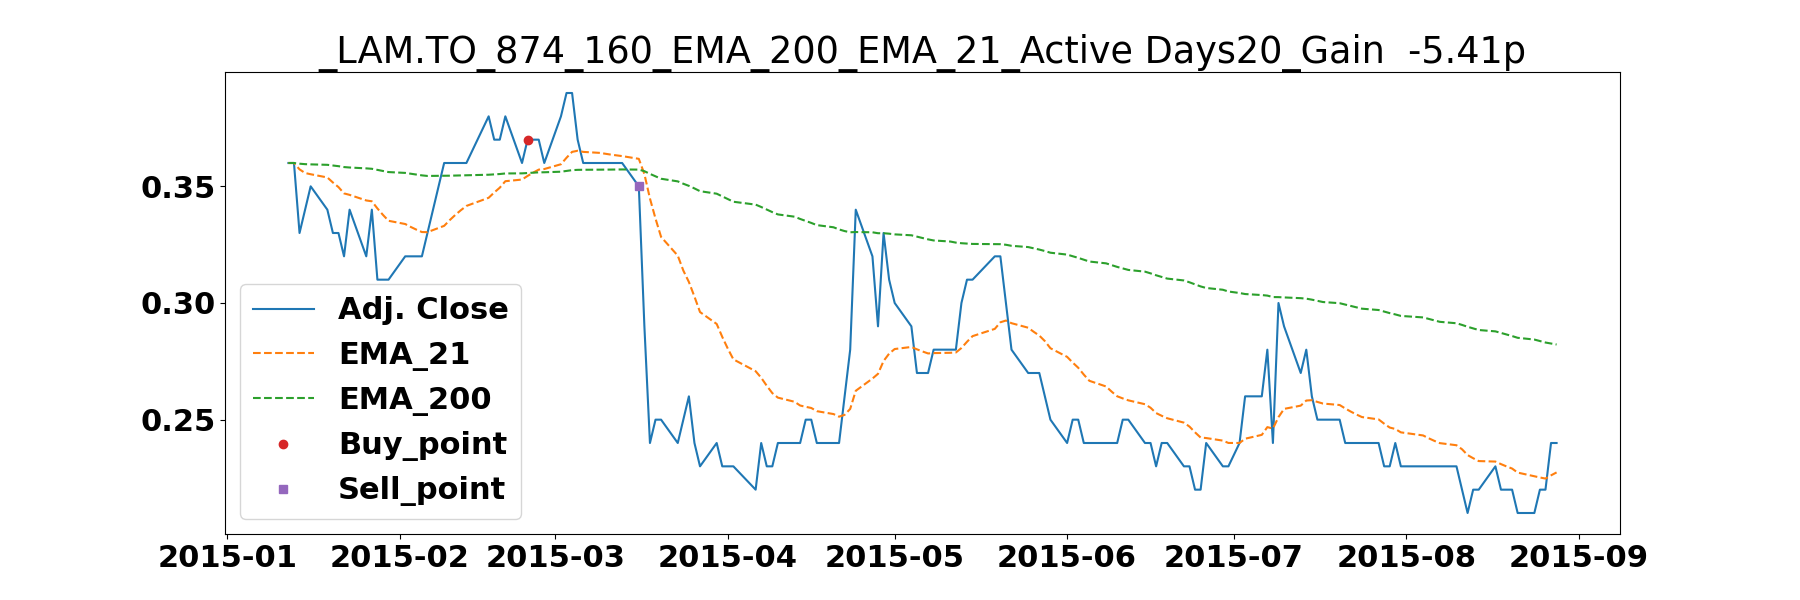 _LAM.TO_874_160_EMA_200_EMA_21_Active Days20_Gain  -5.41p
0.35
0.30
0.25
Adj. Close
EMA_21
EMA_200
Buy_point
Sell_point
2015-01 2015-02 2015-03 2015-04 2015-05 2015-06 2015-07 2015-08 2015-09